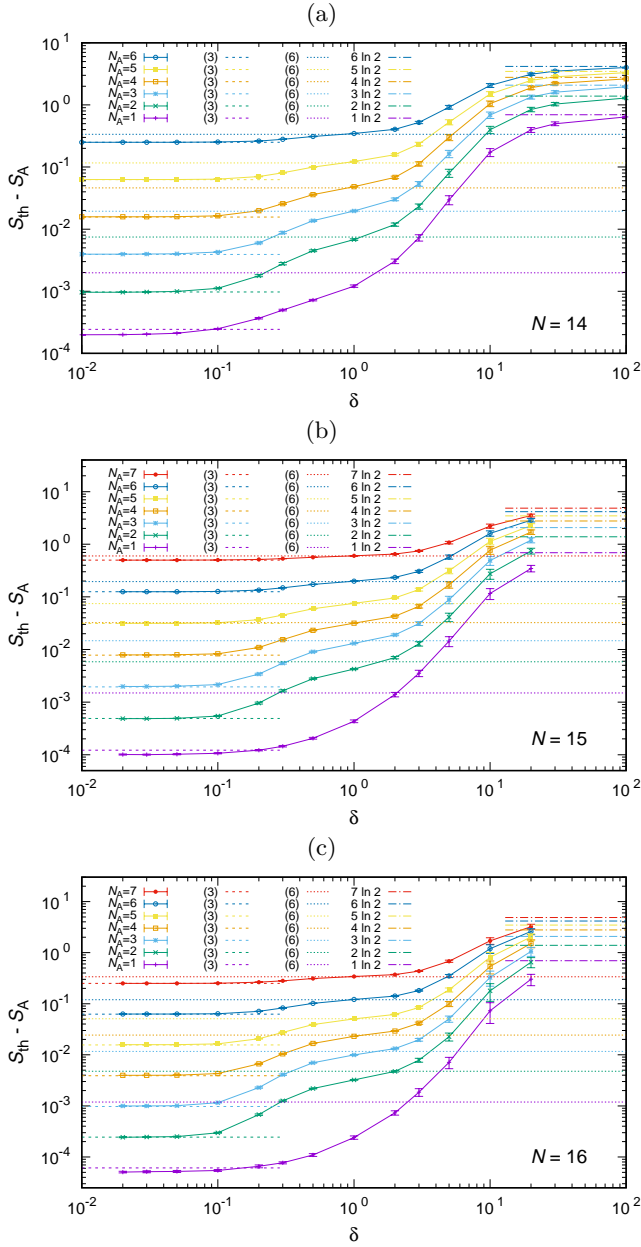 (a)
10^1
10^0
10^-1
10^-2
10^-3
10^-4
S_th - S_A
N_A=6 (3) (6) 6 ln 2
N_A=5 (3) (6) 5 ln 2
N_A=4 (3) (6) 4 ln 2
N_A=3 (3) (6) 3 ln 2
N_A=2 (3) (6) 2 ln 2
N_A=1 (3) (6) 1 ln 2
N = 14
10^-2 10^-1 10^0 10^1 10^2
δ
(b)
10^1
10^0
10^-1
10^-2
10^-3
10^-4
S_th - S_A
N_A=7 (3) (6) 7 ln 2
N_A=6 (3) (6) 6 ln 2
N_A=5 (3) (6) 5 ln 2
N_A=4 (3) (6) 4 ln 2
N_A=3 (3) (6) 3 ln 2
N_A=2 (3) (6) 2 ln 2
N_A=1 (3) (6) 1 ln 2
N = 15
10^-2 10^-1 10^0 10^1 10^2
δ
(c)
10^1
10^0
10^-1
10^-2
10^-3
10^-4
S_th - S_A
N_A=7 (3) (6) 7 ln 2
N_A=6 (3) (6) 6 ln 2
N_A=5 (3) (6) 5 ln 2
N_A=4 (3) (6) 4 ln 2
N_A=3 (3) (6) 3 ln 2
N_A=2 (3) (6) 2 ln 2
N_A=1 (3) (6) 1 ln 2
N = 16
10^-2 10^-1 10^0 10^1 10^2
δ